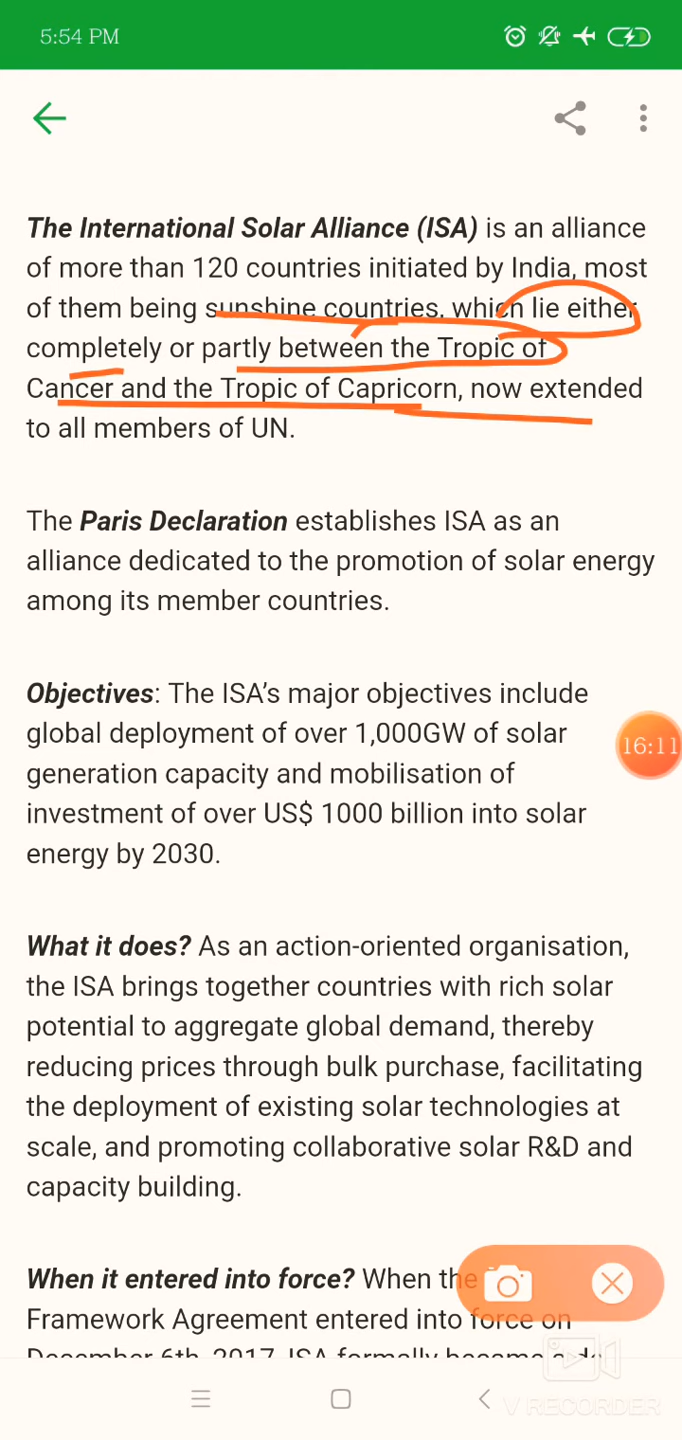 5:54 PM
The International Solar Alliance (ISA) is an alliance
of more than 120 countries initiated by India, most
of them being sunshine countries, which lie either
completely or partly between the Tropic of
Cancer and the Tropic of Capricorn, now extended
to all members of UN.
The Paris Declaration establishes ISA as an
alliance dedicated to the promotion of solar energy
among its member countries.
Objectives: The ISA's major objectives include
global deployment of over 1,000GW of solar
16:11
generation capacity and mobilisation of
investment of over US$ 1000 billion into solar
energy by 2030.
What it does? As an action-oriented organisation,
the ISA brings together countries with rich solar
potential to aggregate global demand, thereby
reducing prices through bulk purchase, facilitating
the deployment of existing solar technologies at
scale, and promoting collaborative solar R&D and
capacity building.
When it entered into force? When the
Framework Agreement entered into force on
December 6th, 2017, ISA formally became a de
V RECORDER